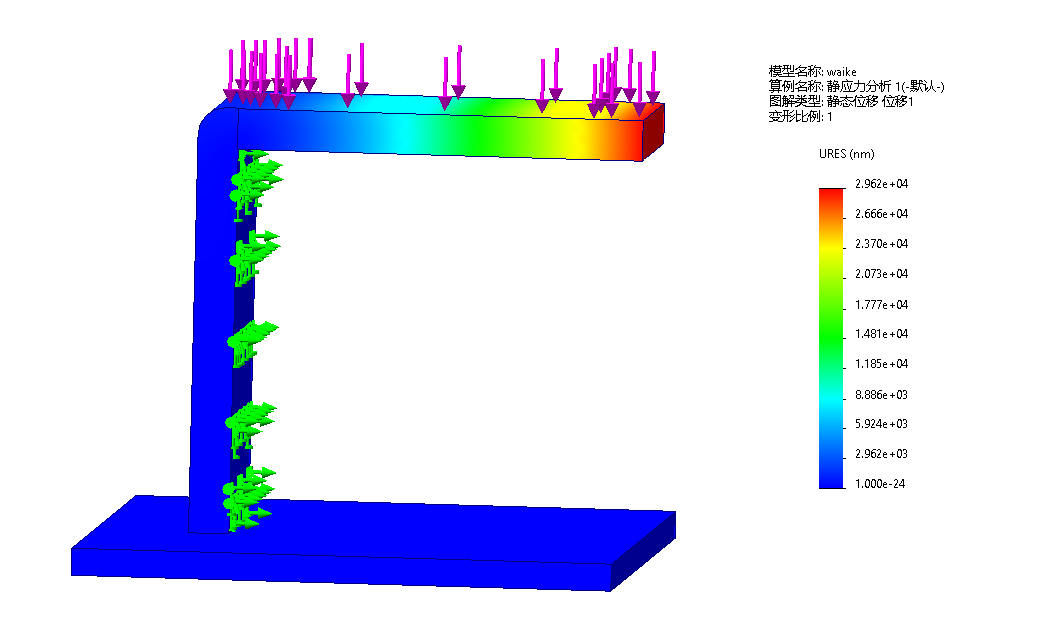 模型名称: waike
算例名称: 静应力分析 1(-默认-)
图解类型: 静态位移 位移1
变形比例: 1
URES (nm)
2.962e+04
2.666e+04
2.370e+04
2.073e+04
1.777e+04
1.481e+04
1.185e+04
8.886e+03
5.924e+03
2.962e+03
1.000e-24